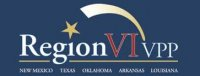 Region VI VPP
NEW MEXICO TEXAS OKLAHOMA ARKANSAS LOUISIANA